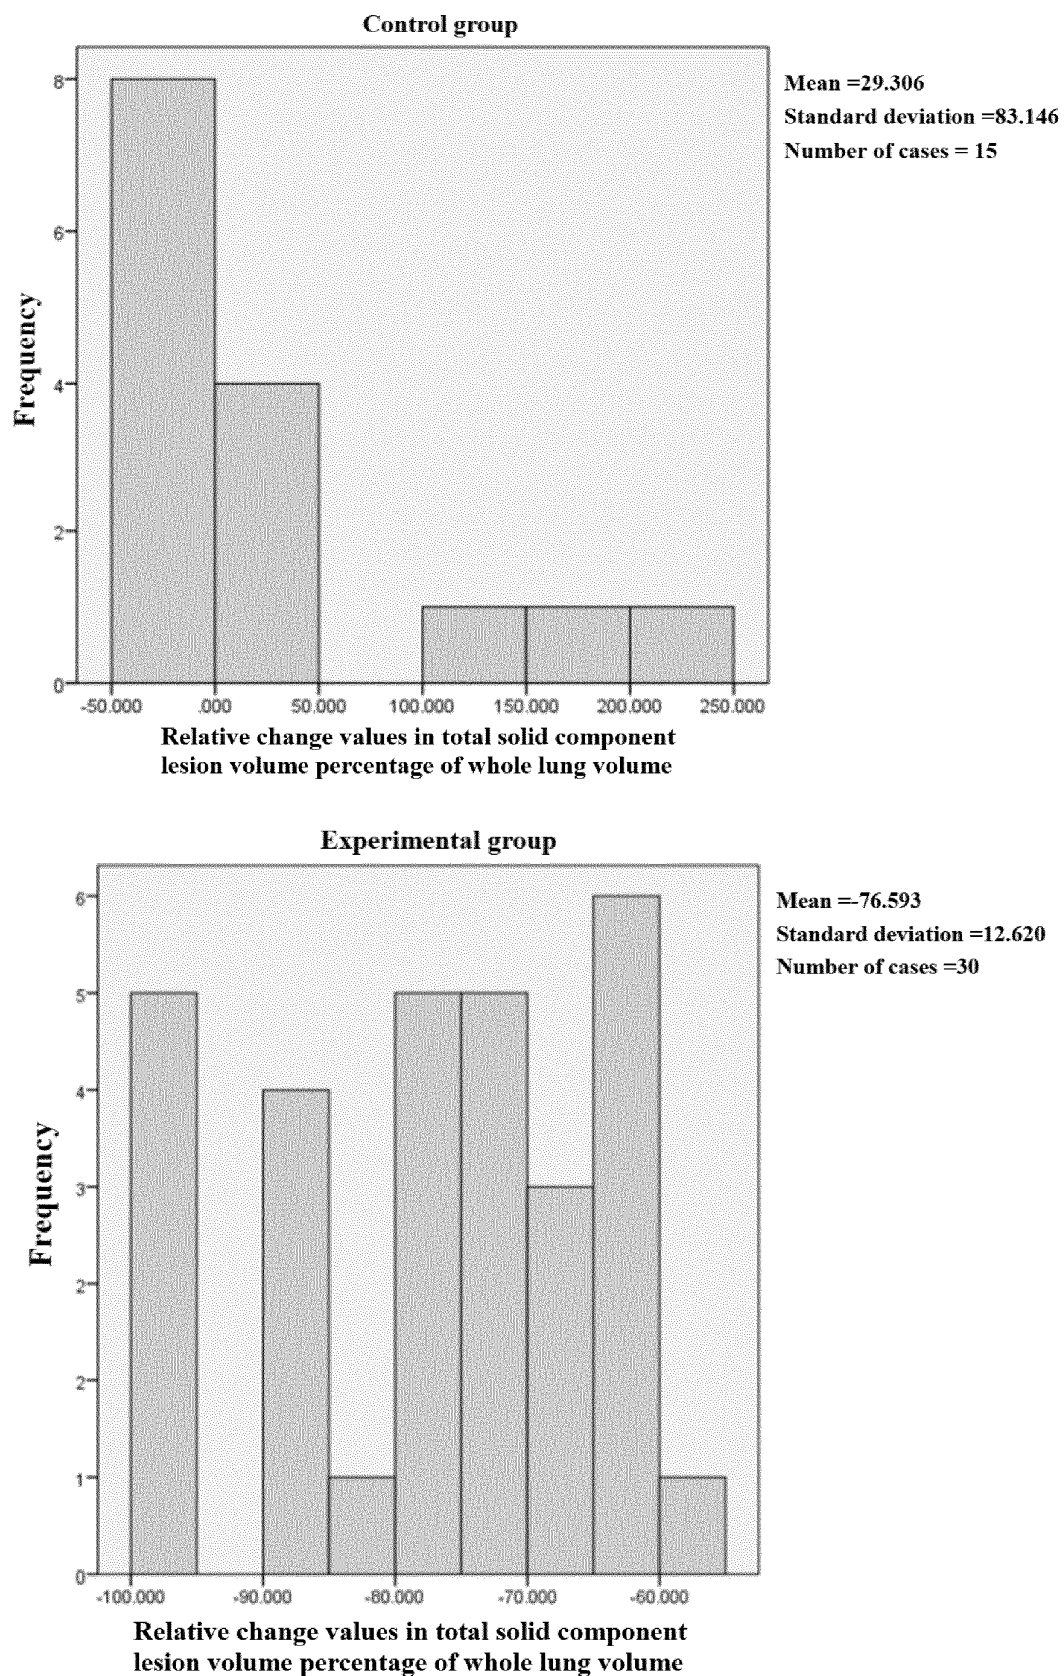 Control group
Mean =29.306
Standard deviation =83.146
Number of cases = 15
Frequency
8
6
4
2
0
-50.000 .000 50.000 100.000 150.000 200.000 250.000
Relative change values in total solid component
lesion volume percentage of whole lung volume
Experimental group
Mean =-76.593
Standard deviation =12.620
Number of cases =30
Frequency
6
5
4
3
2
2
1
0
-100.000 -90.000 -80.000 -70.000 -60.000
Relative change values in total solid component
lesion volume percentage of whole lung volume